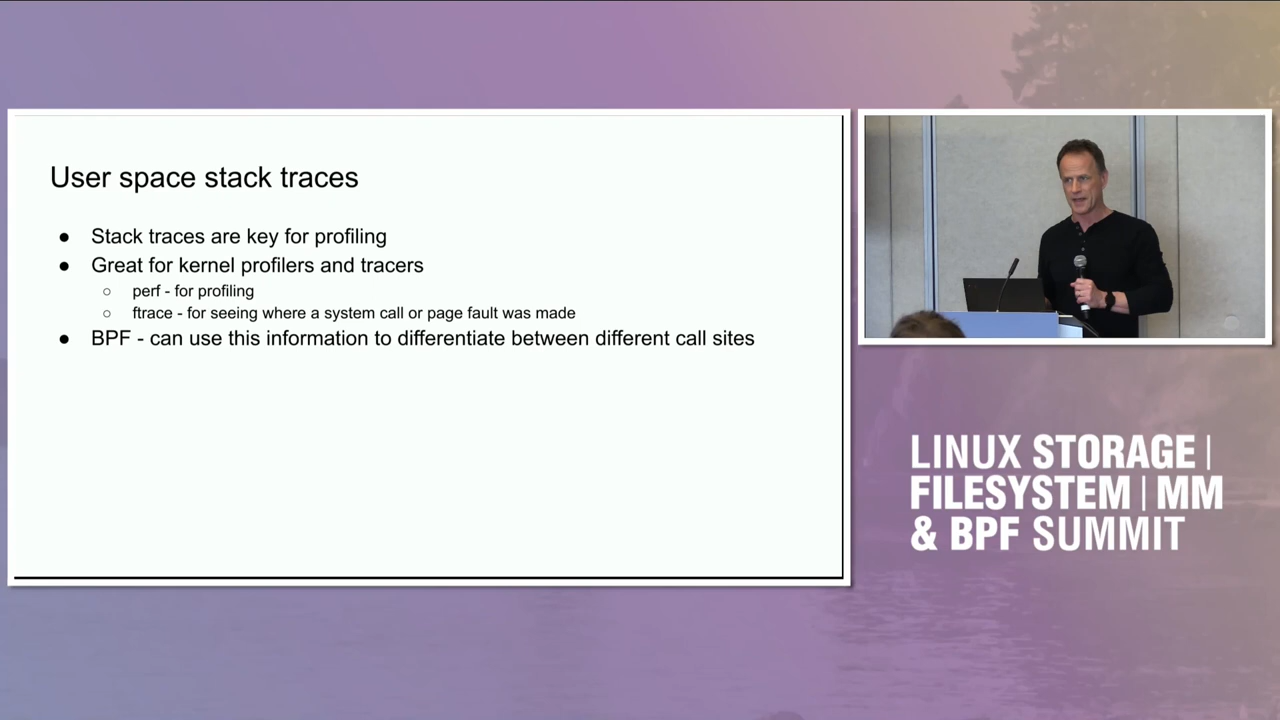 User space stack traces
● Stack traces are key for profiling
● Great for kernel profilers and tracers
○ perf - for profiling
○ ftrace - for seeing where a system call or page fault was made
● BPF - can use this information to differentiate between different call sites
LINUX STORAGE |
FILESYSTEM | MM
& BPF SUMMIT